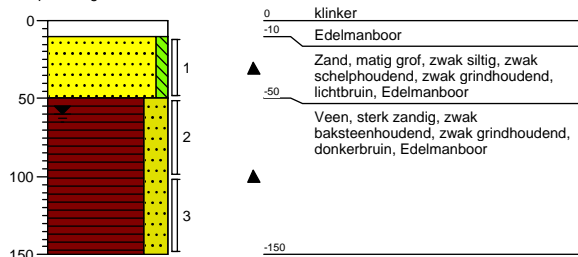 0
50
100
150
1
2
3
0
klinker
-10
Edelmanboor
Zand, matig grof, zwak siltig, zwak
schelphoudend, zwak grindhoudend,
lichtbruin, Edelmanboor
-50
Veen, sterk zandig, zwak
baksteenhoudend, zwak grindhoudend,
donkerbruin, Edelmanboor
-150